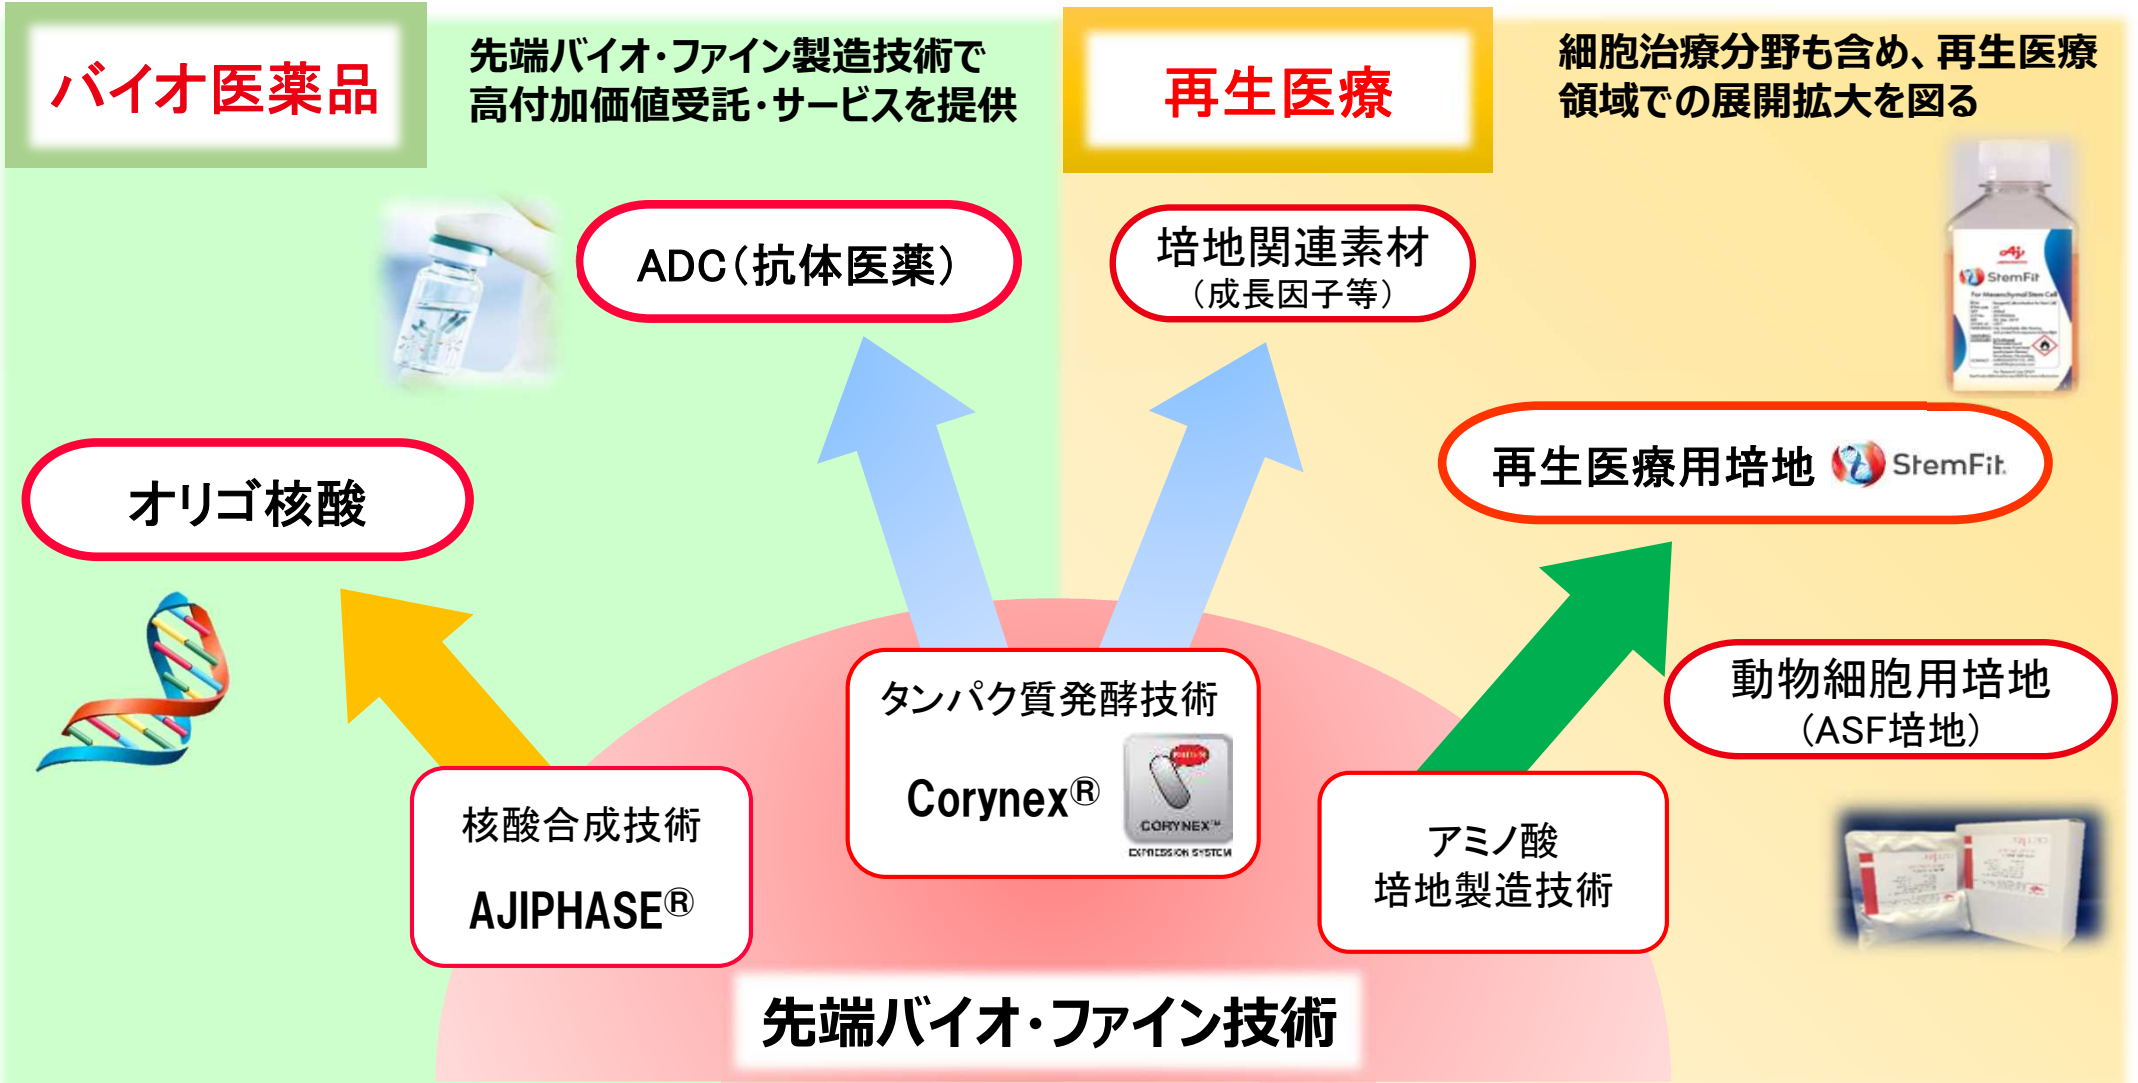 バイオ医薬品
先端バイオ・ファイン製造技術で
高付加価値受託・サービスを提供
再生医療
細胞治療分野も含め、再生医療
領域での展開拡大を図る
ADC(抗体医薬)
培地関連素材
(成長因子等)
StemFit
For Mesenchymal Stem Cell
オリゴ核酸
再生医療用培地 StemFit
動物細胞用培地
(ASF培地)
タンパク質発酵技術
Corynex®
CORYNEX™
EXPRESSION SYSTEM
核酸合成技術
AJIPHASE®
アミノ酸
培地製造技術
先端バイオ・ファイン技術